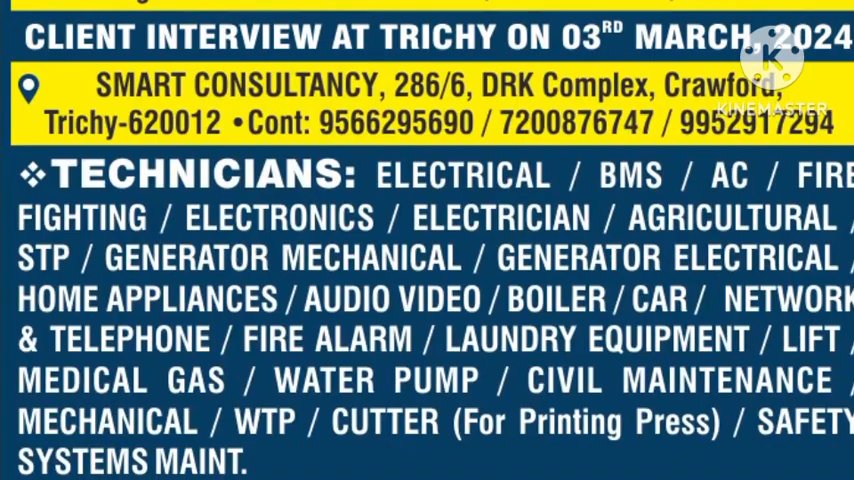 CLIENT INTERVIEW AT TRICHY ON 03RD MARCH, 2024
SMART CONSULTANCY, 286/6, DRK Complex, Crawford,
Trichy-620012 • Cont: 9566295690 / 7200876747 / 9952917294
KINEMASTER
❖TECHNICIANS: ELECTRICAL / BMS / AC / FIRE
FIGHTING / ELECTRONICS / ELECTRICIAN / AGRICULTURAL /
STP / GENERATOR MECHANICAL / GENERATOR ELECTRICAL /
HOME APPLIANCES / AUDIO VIDEO / BOILER / CAR / NETWORK
& TELEPHONE / FIRE ALARM / LAUNDRY EQUIPMENT / LIFT /
MEDICAL GAS / WATER PUMP / CIVIL MAINTENANCE /
MECHANICAL / WTP / CUTTER (For Printing Press) / SAFETY
SYSTEMS MAINT.